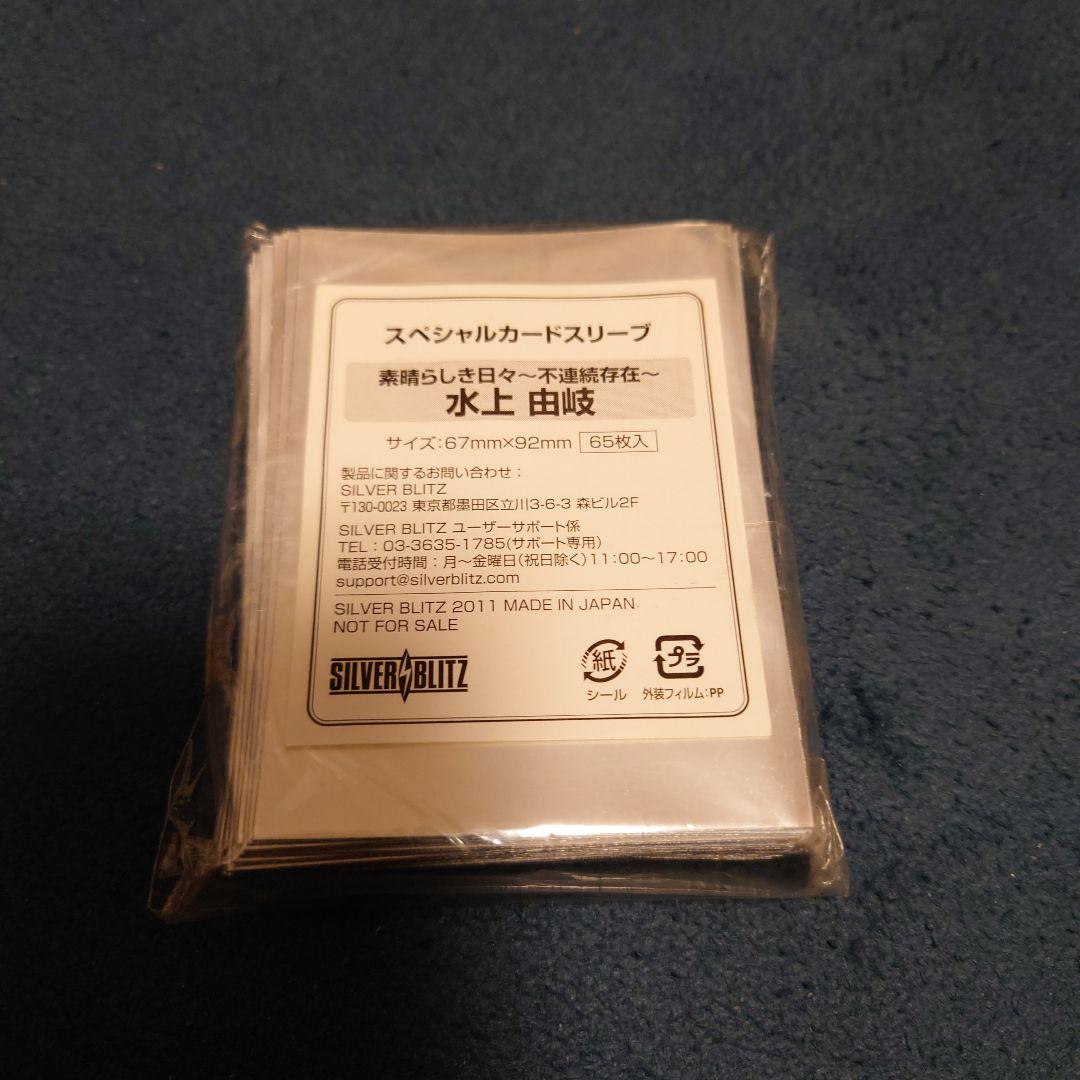 スペシャルカードスリーブ
素晴らしき日々～不連続存在～
水上 由岐
サイズ：67mm×92mm 65枚入
製品に関するお問い合わせ：
SILVER BLITZ
〒130-0023 東京都墨田区立川3-6-3 森ビル2F
SILVER BLITZ ユーザーサポート係
TEL：03-3635-1785（サポート専用）
電話受付時間：月～金曜日（祝日除く）11：00～17：00
support@silverblitz.com
SILVER BLITZ 2011 MADE IN JAPAN.
NOT FOR SALE
SILVER BLITZ
紙 プラ
シール 外装フィルム：PP